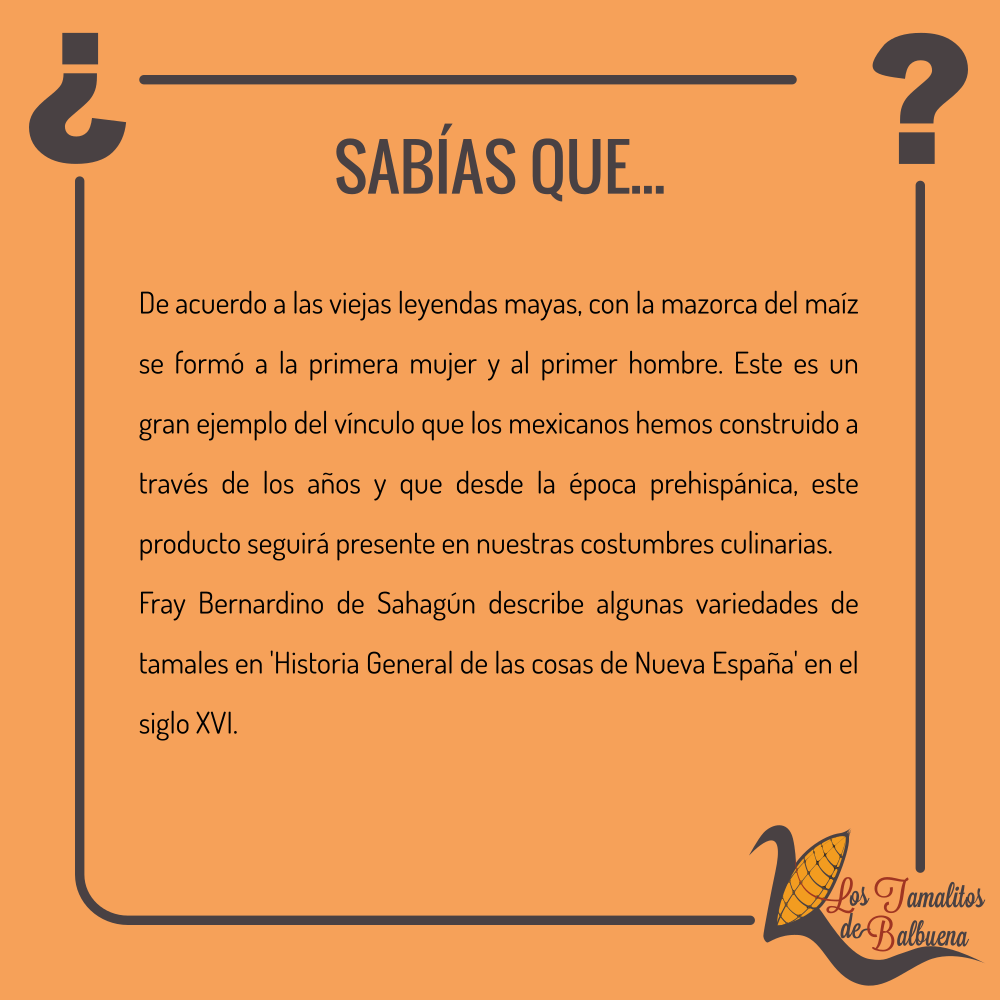 ¿ ?
SABÍAS QUE...
De acuerdo a las viejas leyendas mayas, con la mazorca del maíz
se formó a la primera mujer y al primer hombre. Este es un
gran ejemplo del vínculo que los mexicanos hemos construido a
través de los años y que desde la época prehispánica, este
producto seguirá presente en nuestras costumbres culinarias.
Fray Bernardino de Sahagún describe algunas variedades de
tamales en 'Historia General de las cosas de Nueva España' en el
siglo XVI.
Los Tamalitos
de Balbuena